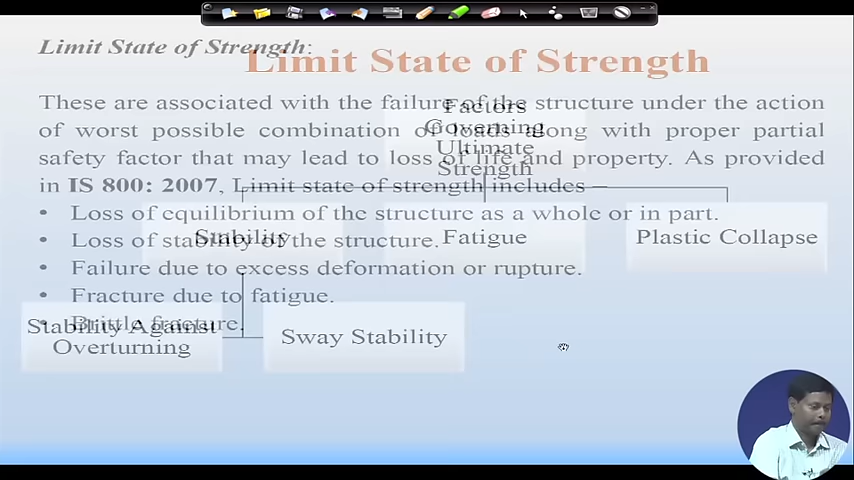 Limit State of Strength:
Limit State of Strength
These are associated with the failure of the structure under the action
of worst possible combination of loads along with proper partial
safety factor that may lead to loss of life and property. As provided
in IS 800: 2007, Limit state of strength includes –
• Loss of equilibrium of the structure as a whole or in part.
• Loss of stability of the structure.
• Failure due to excess deformation or rupture.
• Fracture due to fatigue.
• Brittle fracture.
Factors
Governing
Ultimate
Strength
Stability
Fatigue
Plastic Collapse
Stability Against
Overturning
Sway Stability